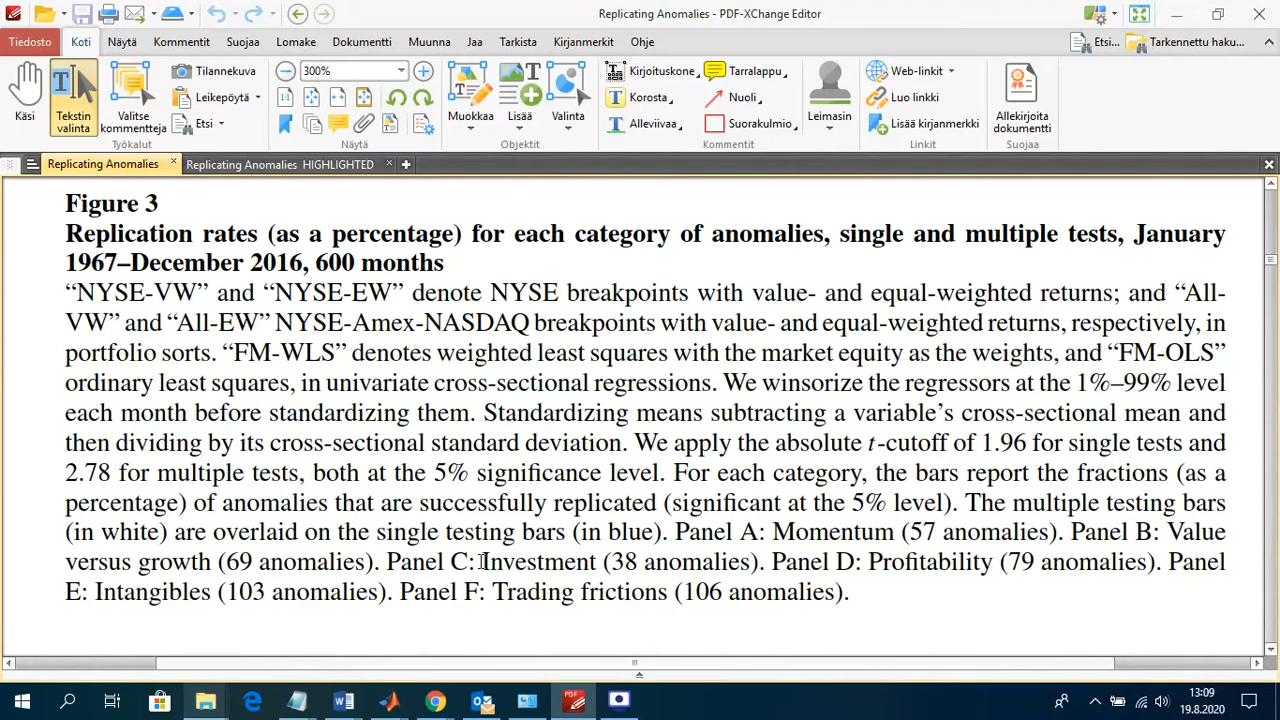 Replicating Anomalies - PDF-XChange Editor
Tiedosto Koti Näytä Kommentit Suojaa Lomake Dokumentti Muunna Jaa Tarkista Kirjanmerkit Ohje Etsi... Tarkennettu haku...
Käsi
Tekstin valinta
Valitse kommentteja
Työkalut
Tilannekuva
Leikepöytä
Etsi
300%
Näytä
Muokkaa
Lisää
Valinta
Objektit
Kirjoituskone
Korosta
Alleviivaa
Tarralappu
Nuoli
Suorakulmio
Leimasin
Kommentit
Web-linkit
Luo linkki
Lisää kirjanmerkki
Linkit
Allekirjoita dokumentti
Suojaa
Replicating Anomalies Replicating Anomalies HIGHLIGHTED
Figure 3
Replication rates (as a percentage) for each category of anomalies, single and multiple tests, January
1967–December 2016, 600 months
“NYSE-VW” and “NYSE-EW” denote NYSE breakpoints with value- and equal-weighted returns; and “All-
VW” and “All-EW” NYSE-Amex-NASDAQ breakpoints with value- and equal-weighted returns, respectively, in
portfolio sorts. “FM-WLS” denotes weighted least squares with the market equity as the weights, and “FM-OLS”
ordinary least squares, in univariate cross-sectional regressions. We winsorize the regressors at the 1%–99% level
each month before standardizing them. Standardizing means subtracting a variable’s cross-sectional mean and
then dividing by its cross-sectional standard deviation. We apply the absolute t-cutoff of 1.96 for single tests and
2.78 for multiple tests, both at the 5% significance level. For each category, the bars report the fractions (as a
percentage) of anomalies that are successfully replicated (significant at the 5% level). The multiple testing bars
(in white) are overlaid on the single testing bars (in blue). Panel A: Momentum (57 anomalies). Panel B: Value
versus growth (69 anomalies). Panel C: Investment (38 anomalies). Panel D: Profitability (79 anomalies). Panel
E: Intangibles (103 anomalies). Panel F: Trading frictions (106 anomalies).
13:09
19.8.2020